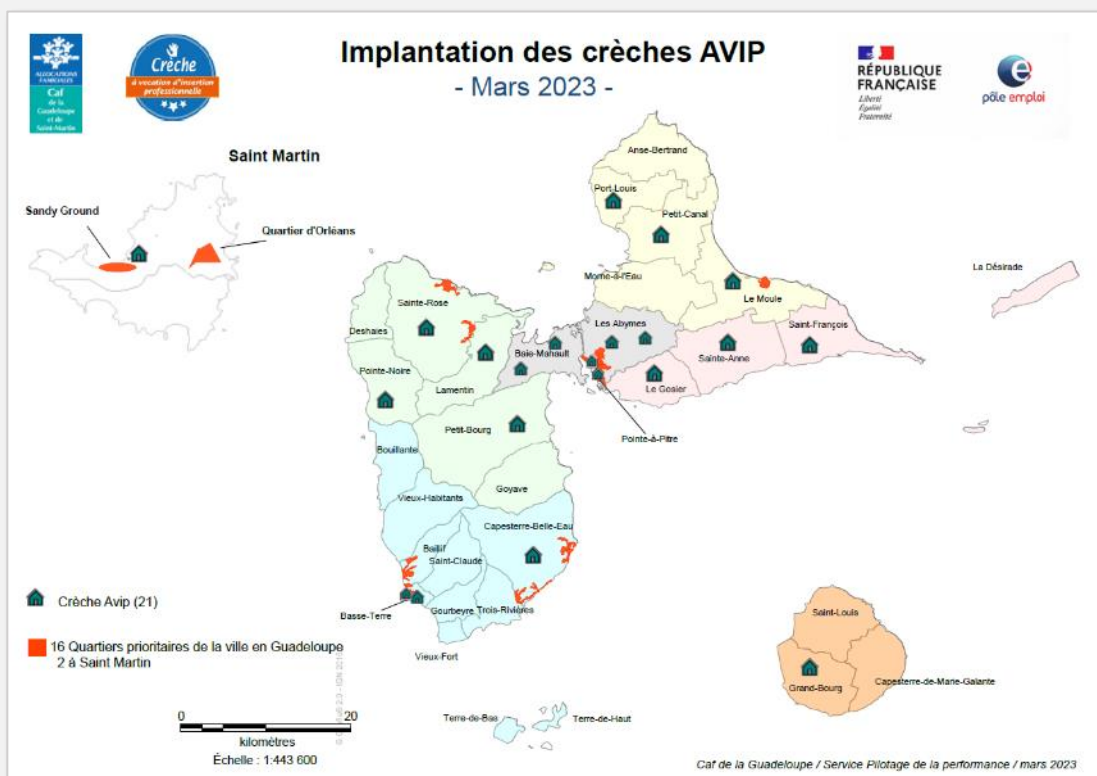 Implantation des crèches AVIP
- Mars 2023 -
ALLOCATIONS
FAMILIALES
Caf
de la
Guadeloupe
et de
Saint-Martin
Crèche
à vocation d'insertion
professionnelle
RÉPUBLIQUE
FRANÇAISE
Liberté
Égalité
Fraternité
pôle emploi
Saint Martin
Sandy Ground
Quartier d'Orléans
Anse-Bertrand
Port-Louis
Petit-Canal
Morne-à-l'Eau
Le Moule
La Désirade
Sainte-Rose
Deshaies
Les Abymes
Saint-François
Baie-Mahault
Sainte-Anne
Pointe-Noire
Lamentin
Le Gosier
Petit-Bourg
Pointe-à-Pitre
Bouillante
Goyave
Vieux-Habitants
Capesterre-Belle-Eau
Baillif
Saint-Claude
Basse-Terre
Gourbeyre
Trois-Rivières
Vieux-Fort
Saint-Louis
Grand-Bourg
Capesterre-de-Marie-Galante
Terre-de-Bas
Terre-de-Haut
Crèche Avip (21)
16 Quartiers prioritaires de la ville en Guadeloupe
2 à Saint Martin
0 20
kilomètres
Échelle : 1:443 600
Caf de la Guadeloupe / Service Pilotage de la performance / mars 2023